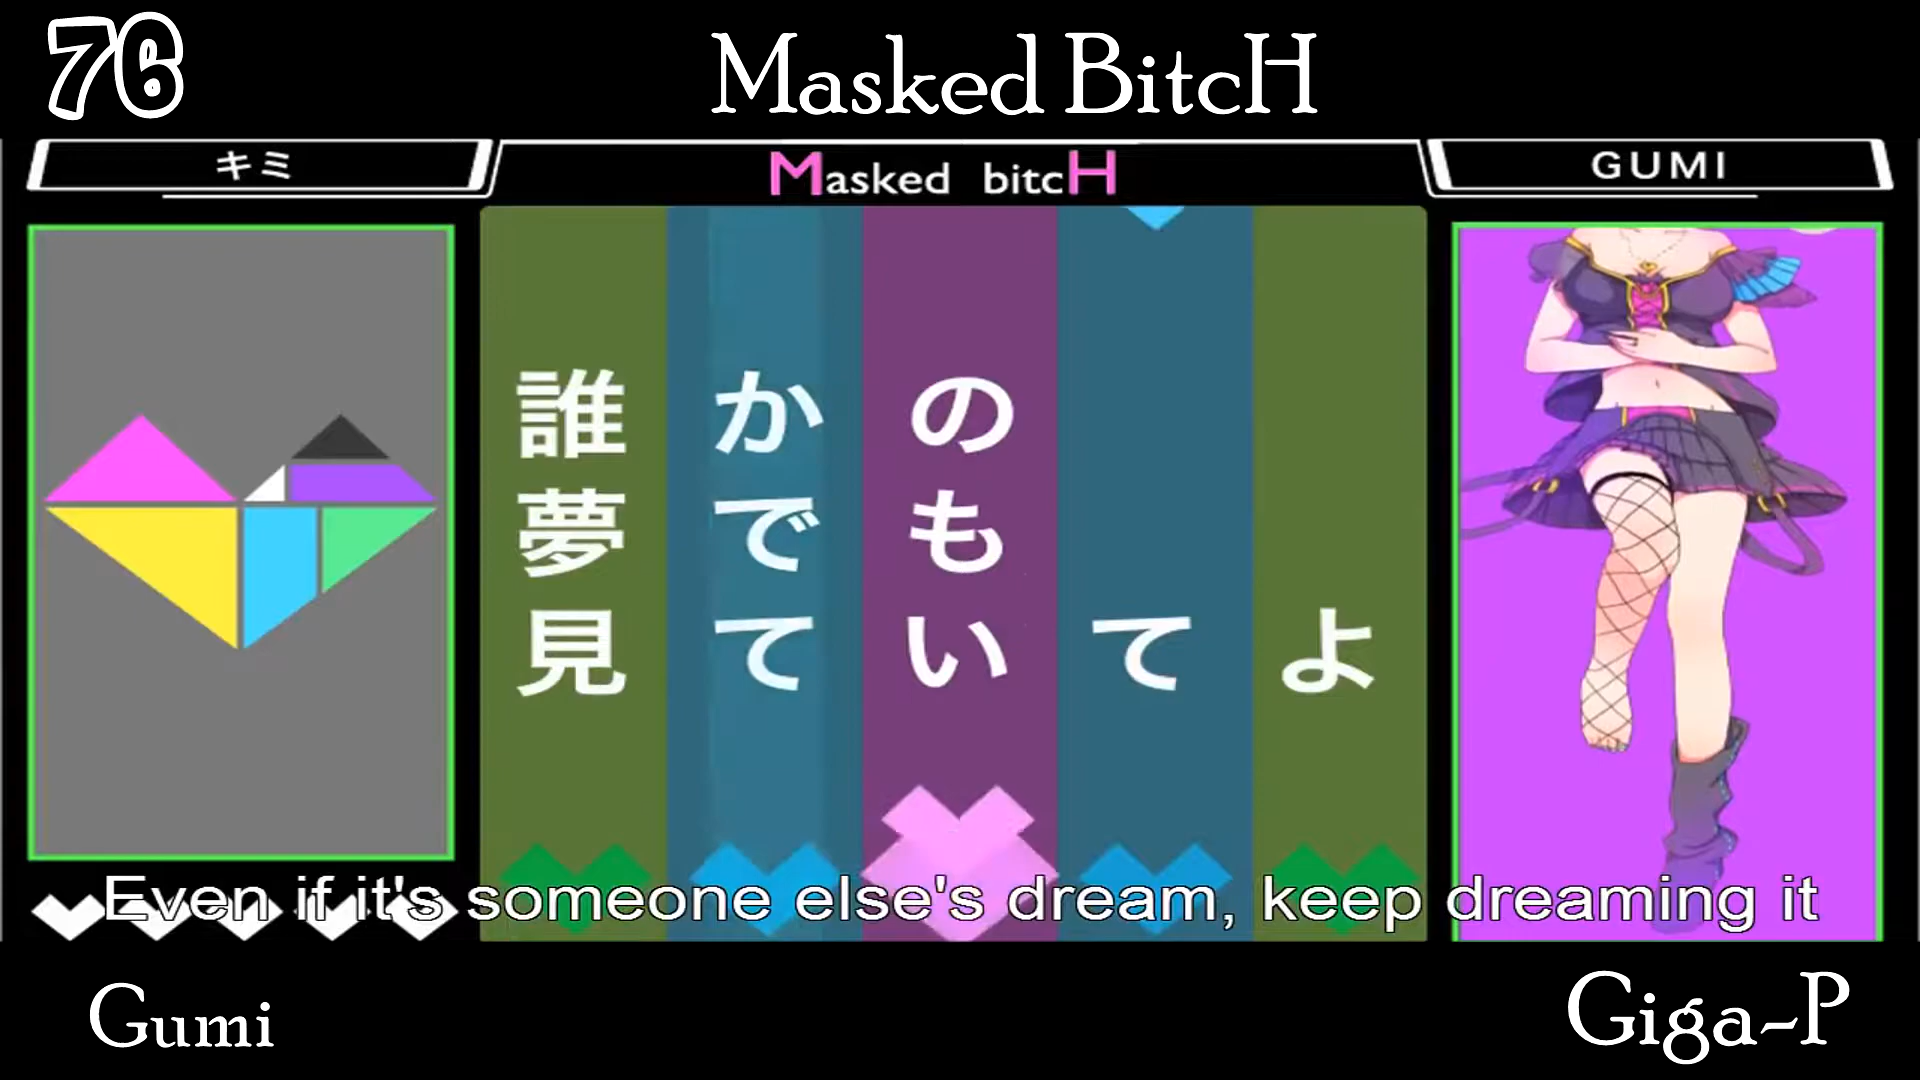 76
Masked BitcH
キミ
Masked bitcH
GUMI
誰かの
夢でも
見ていてよ
Even if it's someone else's dream, keep dreaming it
Gumi
Giga-P